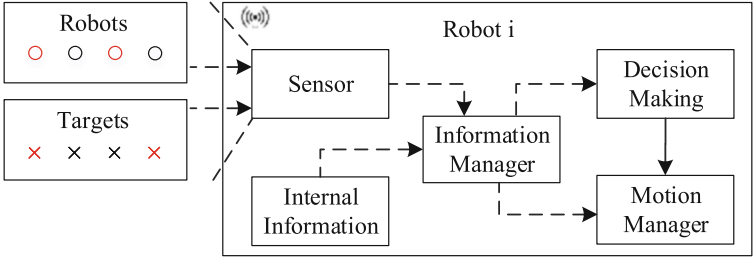 Robots
Targets
Robot i
Sensor
Information
Manager
Internal
Information
Decision
Making
Motion
Manager